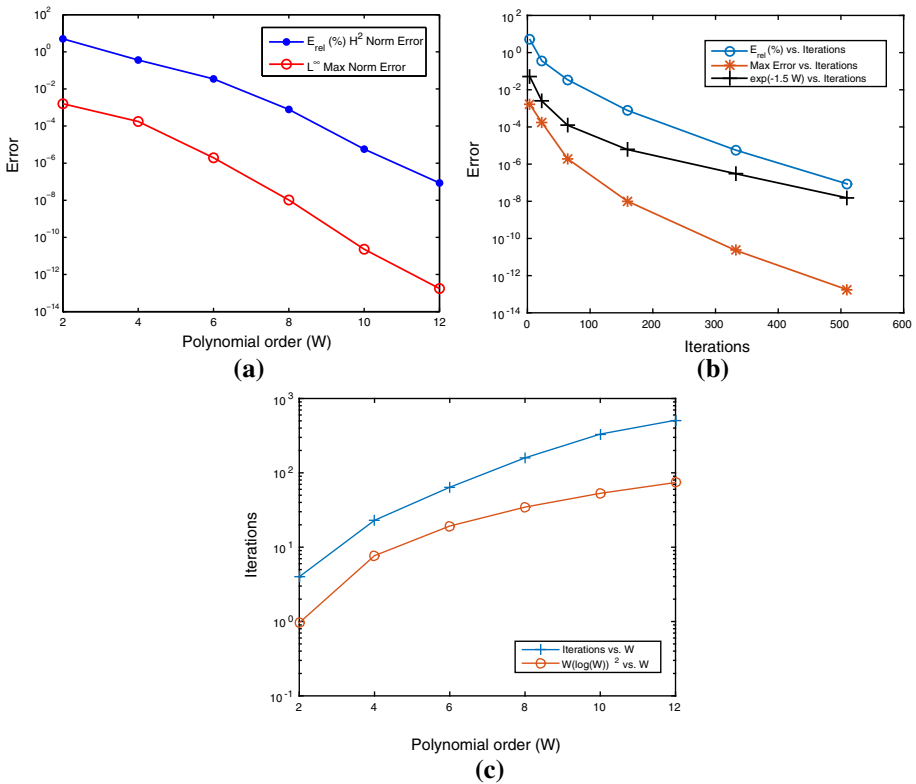 10^2
10^0
10^-2
10^-4
10^-6
10^-8
10^-10
10^-12
10^-14
Error
2 4 6 8 10 12
Polynomial order (W)
E_rel (%) H^2 Norm Error
L^∞ Max Norm Error
(a)
10^2
10^0
10^-2
10^-4
10^-6
10^-8
10^-10
10^-12
10^-14
Error
0 100 200 300 400 500 600
Iterations
E_rel (%) vs. Iterations
Max Error vs. Iterations
exp(-1.5 W) vs. Iterations
(b)
10^3
10^2
10^1
10^0
10^-1
Iterations
2 4 6 8 10 12
Polynomial order (W)
Iterations vs. W
W(log(W))^2 vs. W
(c)